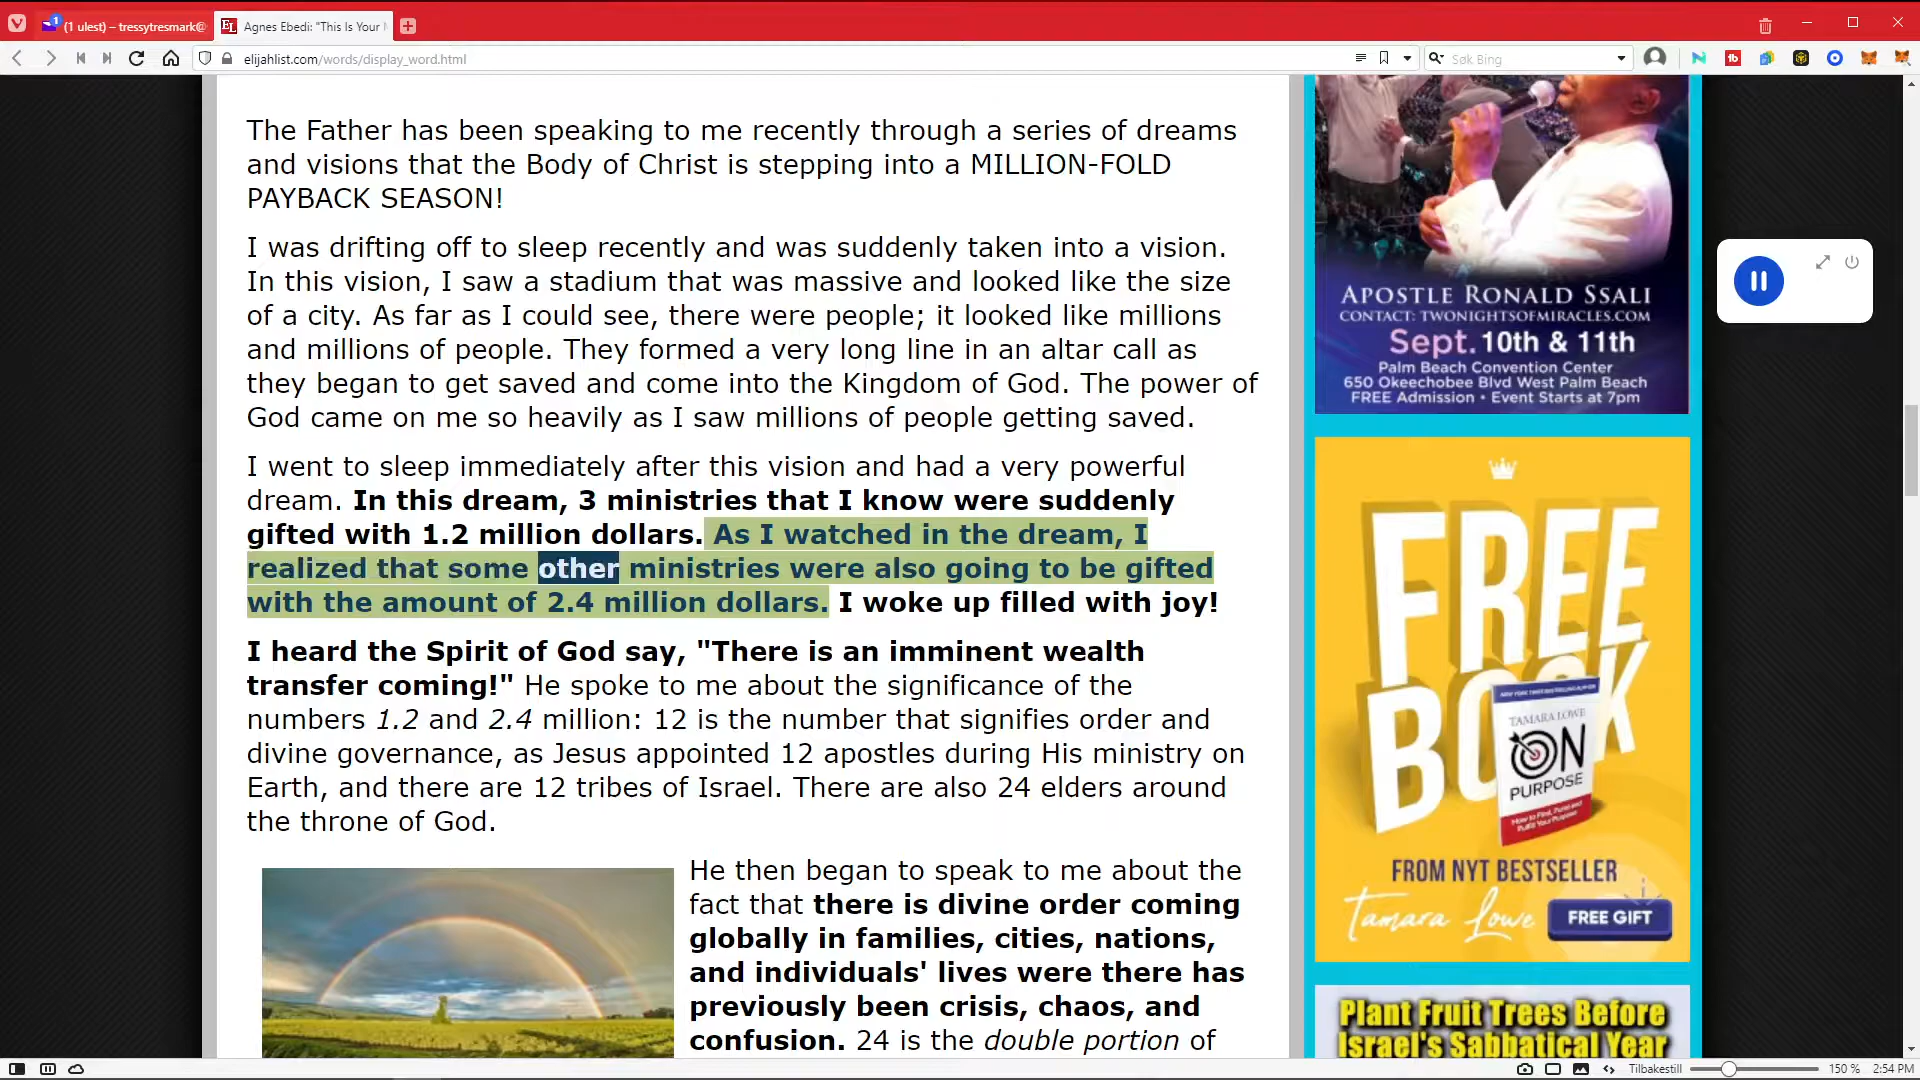 (1 ulest) – tressytresmark@
Agnes Ebedi: "This Is Your
elijahlist.com/words/display_word.html
Søk Bing
The Father has been speaking to me recently through a series of dreams
and visions that the Body of Christ is stepping into a MILLION-FOLD
PAYBACK SEASON!
I was drifting off to sleep recently and was suddenly taken into a vision.
In this vision, I saw a stadium that was massive and looked like the size
of a city. As far as I could see, there were people; it looked like millions
and millions of people. They formed a very long line in an altar call as
they began to get saved and come into the Kingdom of God. The power of
God came on me so heavily as I saw millions of people getting saved.
I went to sleep immediately after this vision and had a very powerful
dream. In this dream, 3 ministries that I know were suddenly
gifted with 1.2 million dollars. As I watched in the dream, I
realized that some other ministries were also going to be gifted
with the amount of 2.4 million dollars. I woke up filled with joy!
I heard the Spirit of God say, "There is an imminent wealth
transfer coming!" He spoke to me about the significance of the
numbers 1.2 and 2.4 million: 12 is the number that signifies order and
divine governance, as Jesus appointed 12 apostles during His ministry on
Earth, and there are 12 tribes of Israel. There are also 24 elders around
the throne of God.
He then began to speak to me about the
fact that there is divine order coming
globally in families, cities, nations,
and individuals' lives were there has
previously been crisis, chaos, and
confusion. 24 is the double portion of
APOSTLE RONALD SSALI
CONTACT: TWONIGHTSOFMIRACLES.COM
Sept. 10th & 11th
Palm Beach Convention Center
650 Okeechobee Blvd West Palm Beach
FREE Admission • Event Starts at 7pm
FREE
BOOK
NEW YORK TIMES BESTSELLING AUTHOR
TAMARA LOWE
ON
PURPOSE
How to Find, Fund and
Fulfill Your Purpose
FROM NYT BESTSELLER
Tamara Lowe
FREE GIFT
Plant Fruit Trees Before
Israel's Sabbatical Year
Tilbakestill
150 %
2:54 PM